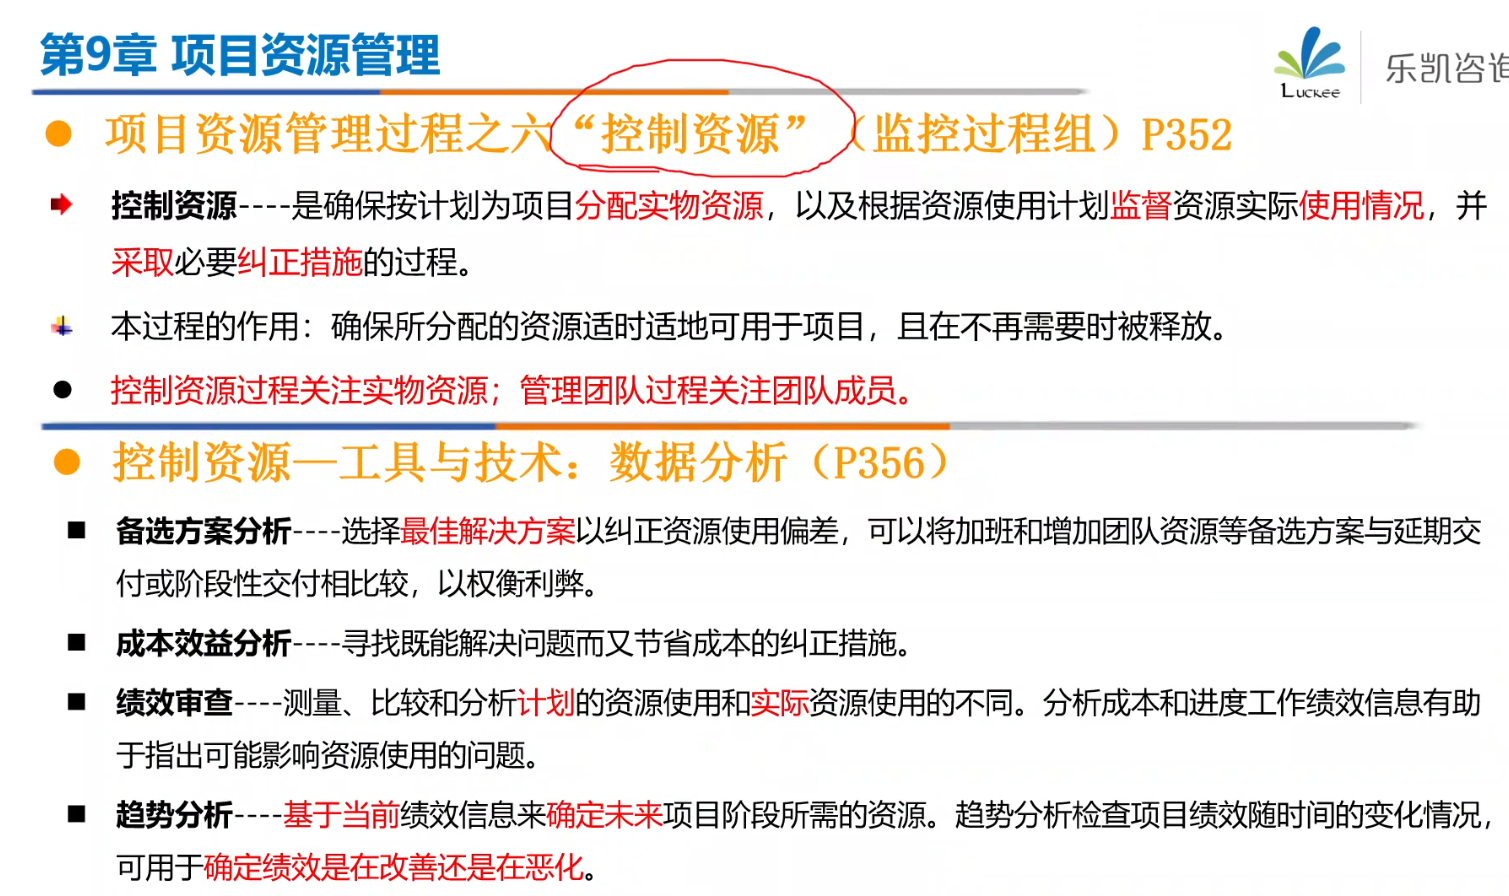 第9章 项目资源管理
LUCKEE
乐凯咨询
项目资源管理过程之六“控制资源”（监控过程组）P352
控制资源----是确保按计划为项目分配实物资源，以及根据资源使用计划监督资源实际使用情况，并
采取必要纠正措施的过程。
本过程的作用：确保所分配的资源适时适地可用于项目，且在不再需要时被释放。
控制资源过程关注实物资源；管理团队过程关注团队成员。
控制资源—工具与技术：数据分析（P356）
备选方案分析----选择最佳解决方案以纠正资源使用偏差，可以将加班和增加团队资源等备选方案与延期交
付或阶段性交付相比较，以权衡利弊。
成本效益分析----寻找既能解决问题而又节省成本的纠正措施。
绩效审查----测量、比较和分析计划的资源使用和实际资源使用的不同。分析成本和进度工作绩效信息有助
于指出可能影响资源使用的问题。
趋势分析----基于当前绩效信息来确定未来项目阶段所需的资源。趋势分析检查项目绩效随时间的变化情况，
可用于确定绩效是在改善还是在恶化。